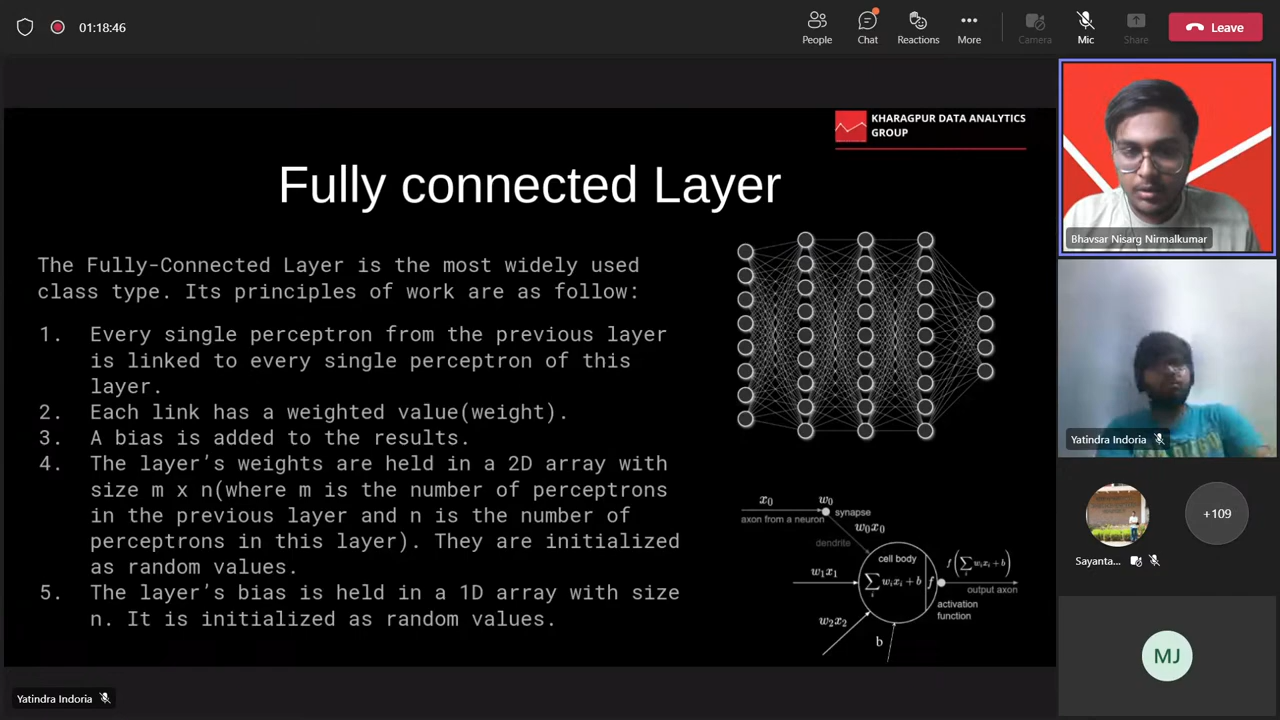 01:18:46
People
Chat
Reactions
More
Camera
Mic
Share
Leave
KHARAGPUR DATA ANALYTICS
GROUP
Fully connected Layer
The Fully-Connected Layer is the most widely used
class type. Its principles of work are as follow:
1. Every single perceptron from the previous layer
is linked to every single perceptron of this
layer.
2. Each link has a weighted value(weight).
3. A bias is added to the results.
4. The layer's weights are held in a 2D array with
size m x n(where m is the number of perceptrons
in the previous layer and n is the number of
perceptrons in this layer). They are initialized
as random values.
5. The layer's bias is held in a 1D array with size
n. It is initialized as random values.
x₀
w₀
axon from a neuron
synapse
w₀x₀
dendrite
cell body
f(∑ᵢ wᵢxᵢ + b)
w₁x₁
∑ᵢ wᵢxᵢ + b
f
output axon
activation
function
w₂x₂
b
Bhavsar Nisarg Nirmalkumar
Yatindra Indoria
Sayanta...
+109
MJ
Yatindra Indoria